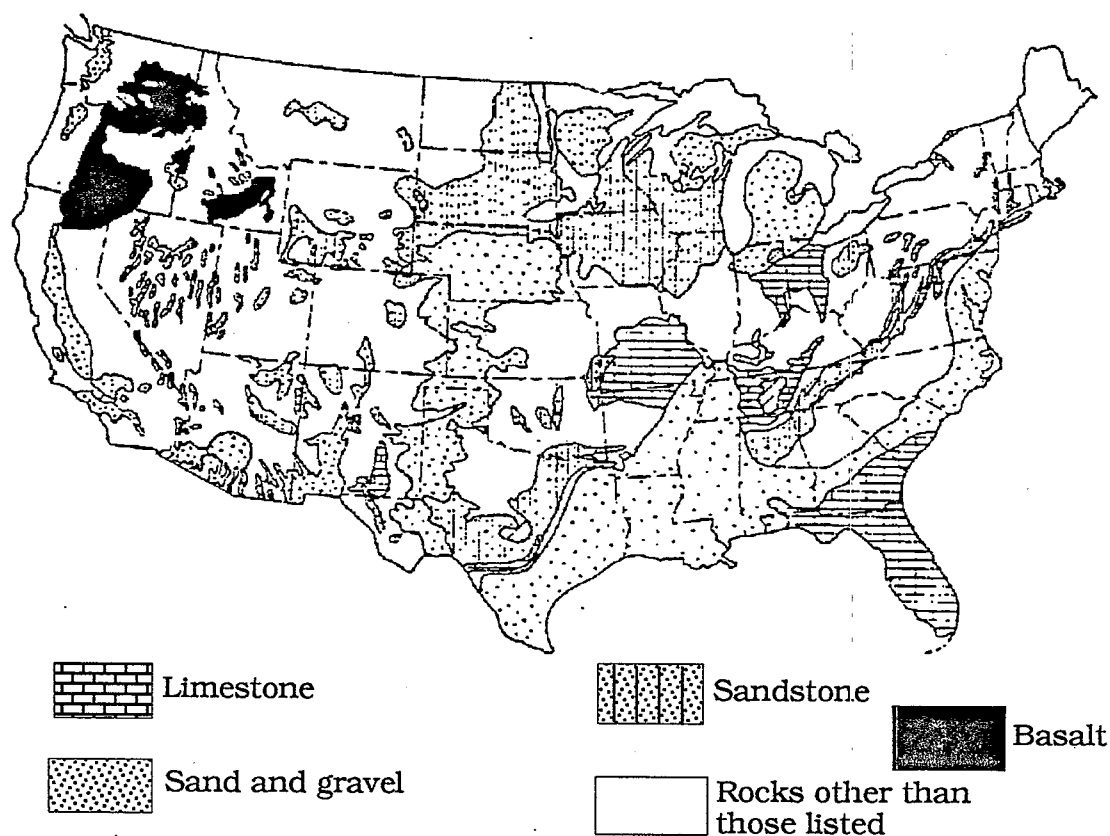 Limestone
Sandstone
Basalt
Sand and gravel
Rocks other than
those listed